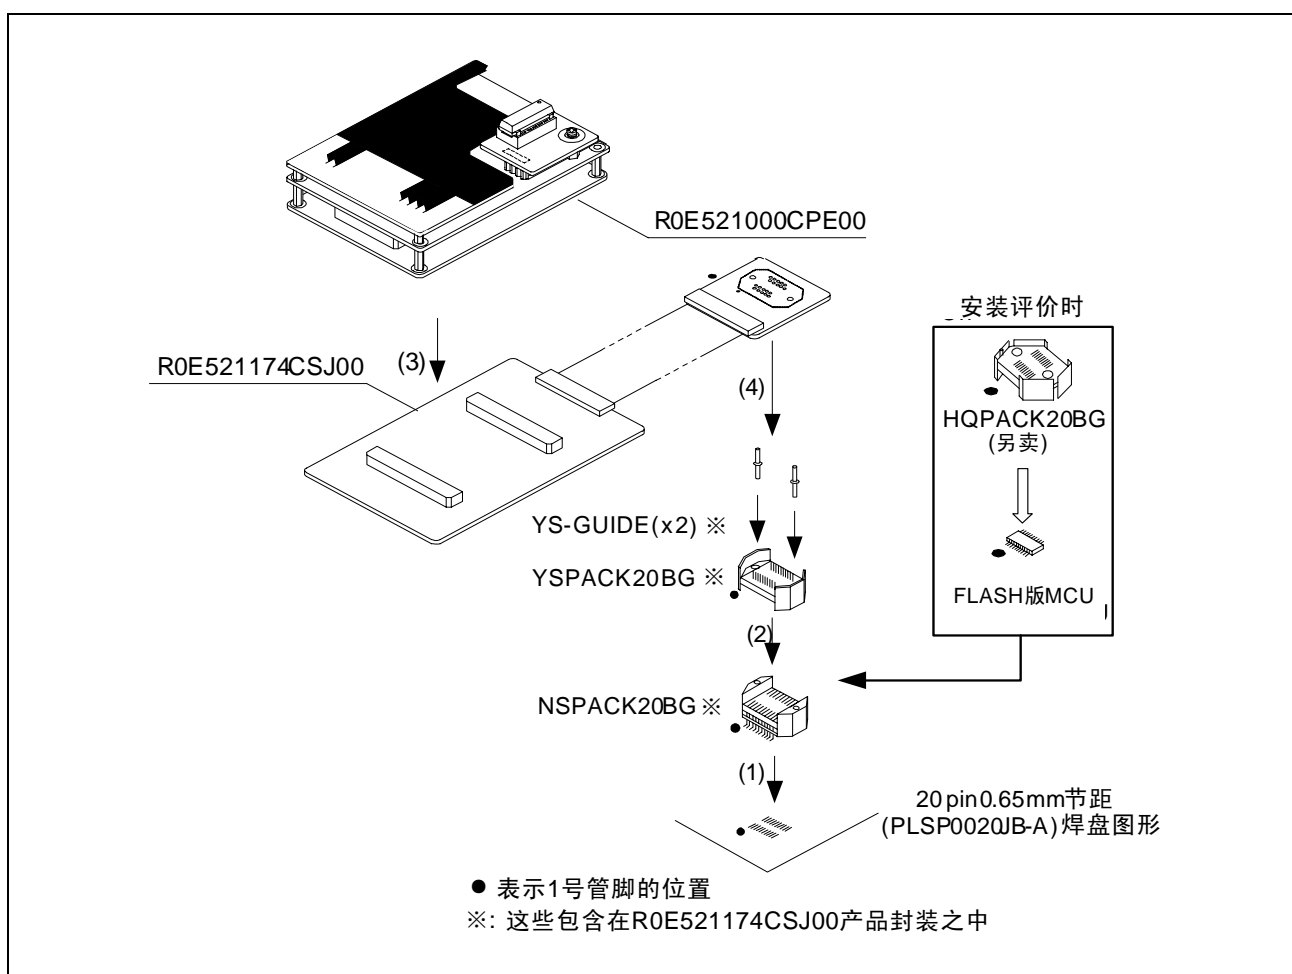 R0E521000CPE00
安装评价时
R0E521174CSJ00
(3)
(4)
HQPACK20BG
(另卖)
YS-GUIDE(x2) ※
YSPACK20BG ※
FLASH版MCU
(2)
NSPACK20BG ※
(1)
20pin0.65mm节距
(PLSP0020JB-A)焊盘图形
● 表示1号管脚的位置
※: 这些包含在R0E521174CSJ00产品封装之中